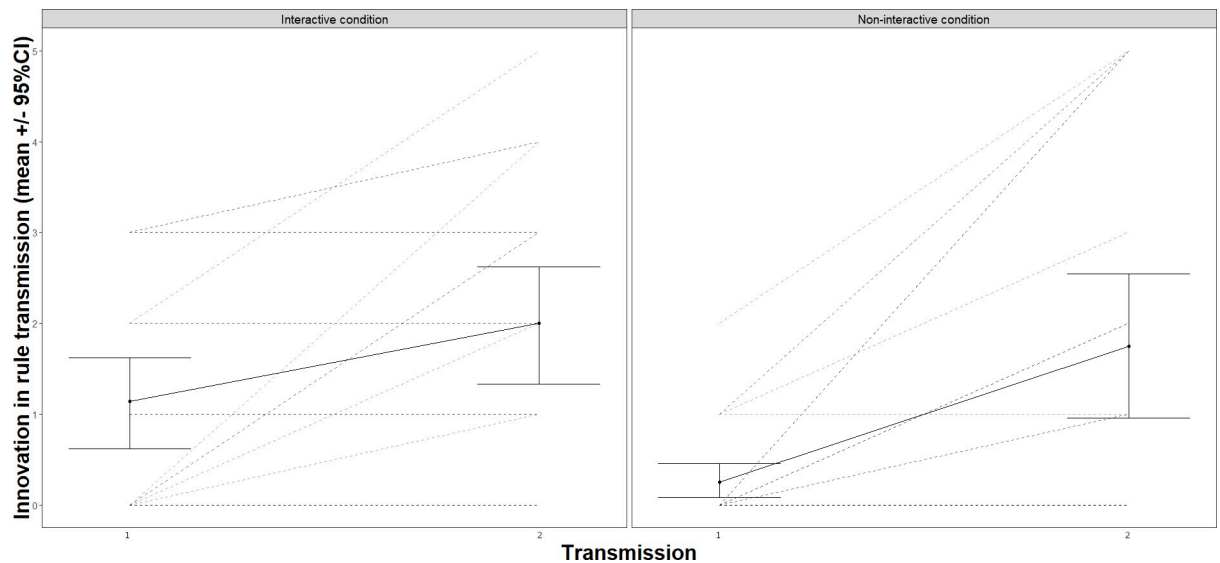 Interactive condition
Non-interactive condition
Innovation in rule transmission (mean +/- 95%CI)
5
4
3
2
1
0
1
2
1
2
Transmission